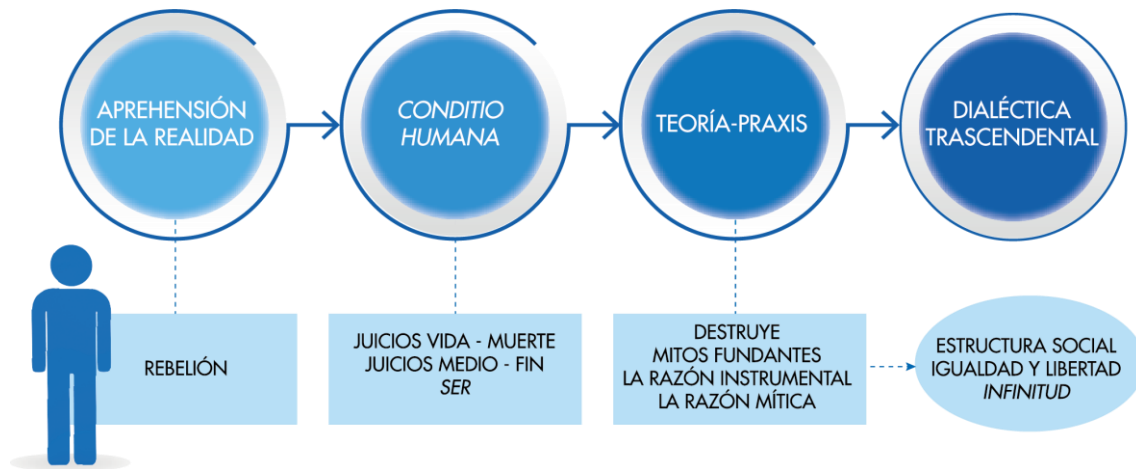 APREHENSIÓN
DE LA REALIDAD
CONDITIO
HUMANA
TEORÍA-PRAXIS
DIALÉCTICA
TRASCENDENTAL
REBELIÓN
JUICIOS VIDA - MUERTE
JUICIOS MEDIO - FIN
SER
DESTRUYE
MITOS FUNDANTES
LA RAZÓN INSTRUMENTAL
LA RAZÓN MÍTICA
ESTRUCTURA SOCIAL
IGUALDAD Y LIBERTAD
INFINITUD